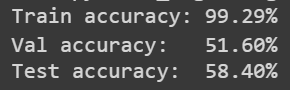 Train accuracy: 99.29%
Val accuracy:   51.60%
Test accuracy:  58.40%